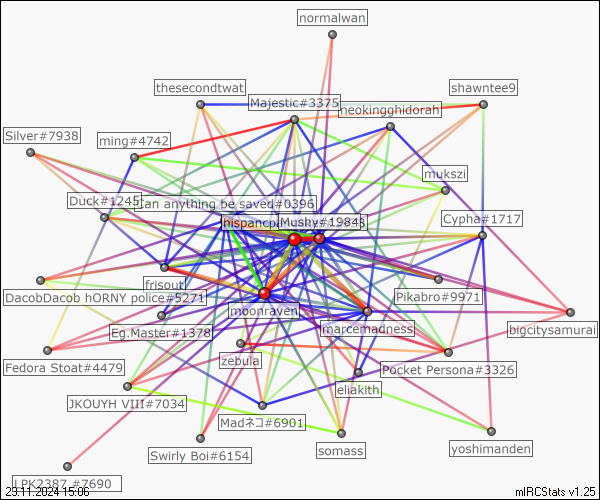 normalwan
thesecondtwat
shawntee9
Majestic#3375
neokingghidorah
Silver#7938
ming#4742
mukszi
Duck#1245
Can anything be saved#0396
Cypha#1717
hispancp
Mushy#1984
frisout
DacobDacob hORNY police#5271
Pikabro#9971
moonraven
Eg.Master#1378
marcemadness
bigcitysamurai
Fedora Stoat#4479
zebula
Pocket Persona#3326
eliakith
JKOUYH VIII#7034
Madネコ#6901
somass
yoshimanden
Swirly Boi#6154
LPK2387 #7690
23.11.2024 15:06
mIRCStats v1.25